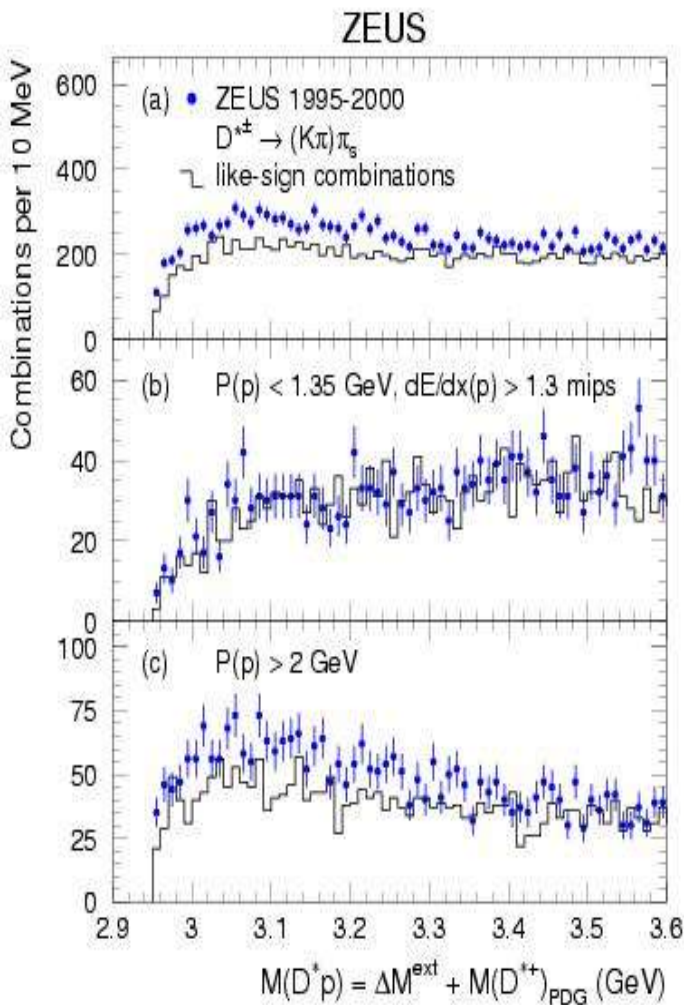 ZEUS
Combinations per 10 MeV
600
400
200
0
(a) ZEUS 1995-2000
D*± → (Kπ)πs
like-sign combinations
60
40
20
0
(b) P(p) < 1.35 GeV, dE/dx(p) > 1.3 mips
100
75
50
25
0
(c) P(p) > 2 GeV
2.9 3 3.1 3.2 3.3 3.4 3.5 3.6
M(D*p) = ΔM^ext + M(D*+)PDG (GeV)